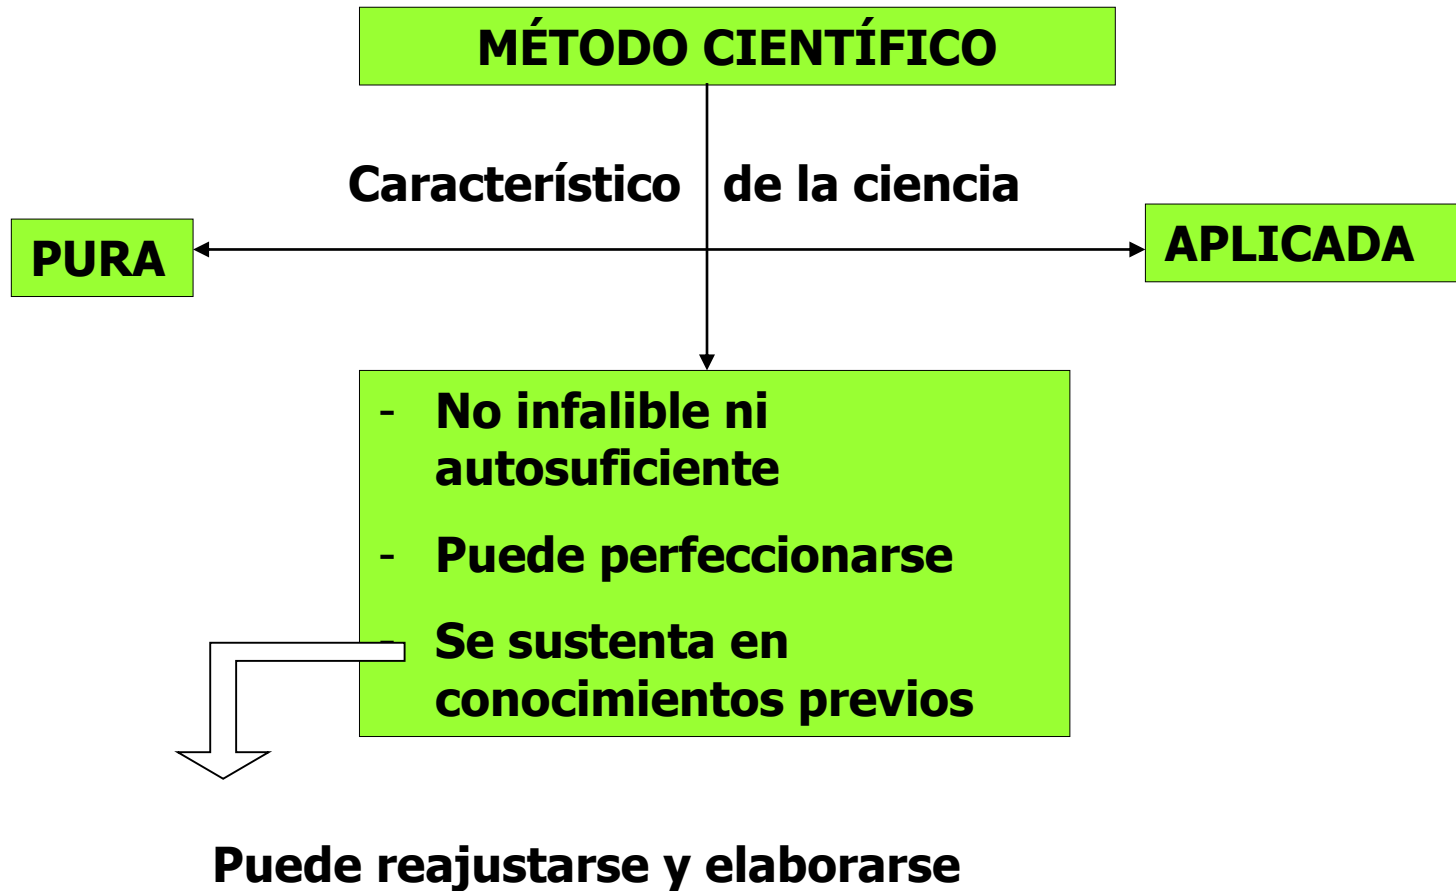 MÉTODO CIENTÍFICO
Característico de la ciencia
PURA
APLICADA
- No infalible ni
autosuficiente
- Puede perfeccionarse
- Se sustenta en
conocimientos previos
Puede reajustarse y elaborarse